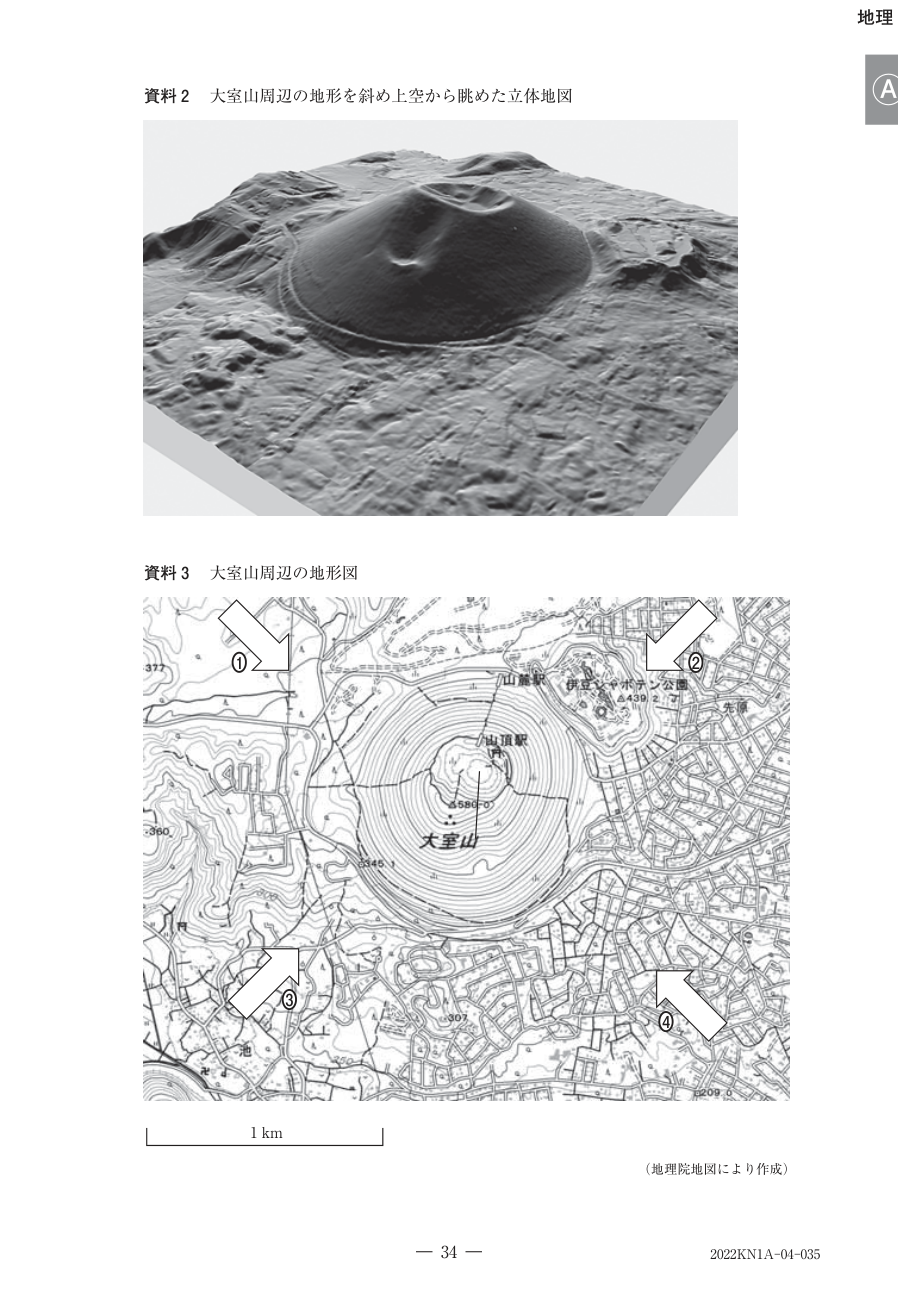 地理
Ⓐ
資料2 大室山周辺の地形を斜め上空から眺めた立体地図
資料3 大室山周辺の地形図
①
②
377
山麓駅
伊豆シャボテン公園
439.2
先原
山頂駅
580.0
360
大室山
345.1
300
③
④
307
池
250
209.0
1 km
(地理院地図により作成)
― 34 ―
2022KN1A-04-035